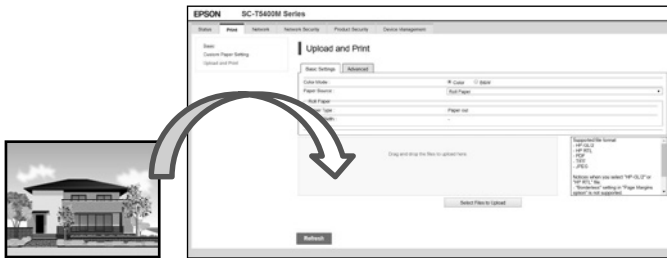 EPSON SC-T5400M Series
Status Print Network Network Security Product Security Device Management
Basic
Custom Paper Setting
Upload and Print
Upload and Print
Basic Settings Advanced
Color Mode : Color B&W
Paper Source : Roll Paper
Roll Paper
Paper Type : Paper out
-
Drag and drop the files to upload here.
Supported file format
- HP-GL/2
- HP RTL
- PDF
- TIFF
- JPEG
Notices when you select "HP-GL/2" or
"HP RTL" file
"Borderless" setting in "Page Margins
option" is not supported
Select Files to Upload
Refresh